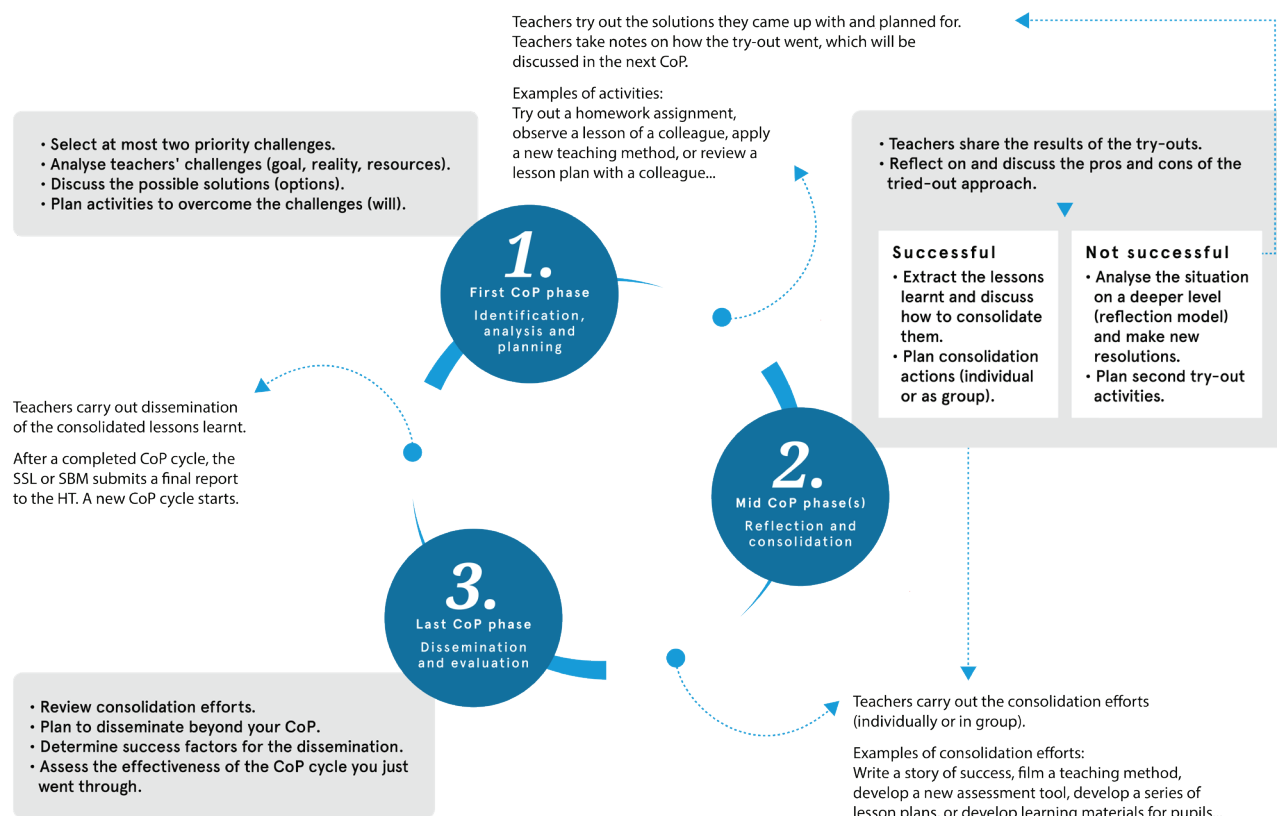 Teachers try out the solutions they came up with and planned for.
Teachers take notes on how the try-out went, which will be
discussed in the next CoP.
Examples of activities:
Try out a homework assignment,
observe a lesson of a colleague, apply
a new teaching method, or review a
lesson plan with a colleague...
• Select at most two priority challenges.
• Analyse teachers' challenges (goal, reality, resources).
• Discuss the possible solutions (options).
• Plan activities to overcome the challenges (will).
1.
First CoP phase
Identification,
analysis and
planning
• Teachers share the results of the try-outs.
• Reflect on and discuss the pros and cons of the
tried-out approach.
Successful
• Extract the lessons
learnt and discuss
how to consolidate
them.
• Plan consolidation
actions (individual
or as group).
Not successful
• Analyse the situation
on a deeper level
(reflection model)
and make new
resolutions.
• Plan second try-out
activities.
2.
Mid CoP phase(s)
Reflection and
consolidation
Teachers carry out the consolidation efforts
(individually or in group).
Examples of consolidation efforts:
Write a story of success, film a teaching method,
develop a new assessment tool, develop a series of
lesson plans, or develop learning materials for pupils...
3.
Last CoP phase
Dissemination
and evaluation
• Review consolidation efforts.
• Plan to disseminate beyond your CoP.
• Determine success factors for the dissemination.
• Assess the effectiveness of the CoP cycle you just
went through.
Teachers carry out dissemination
of the consolidated lessons learnt.
After a completed CoP cycle, the
SSL or SBM submits a final report
to the HT. A new CoP cycle starts.